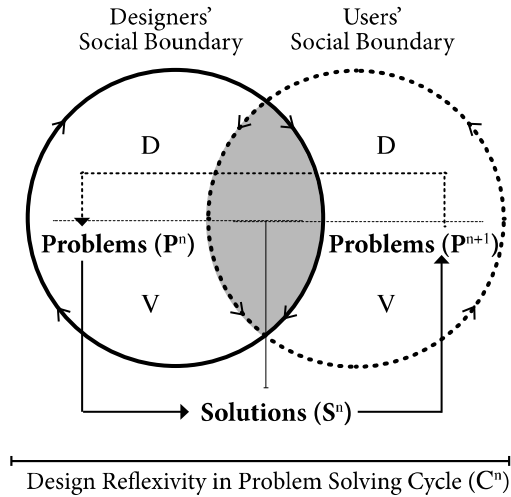 Designers’ Users’
Social Boundary Social Boundary
D D
Problems (Pⁿ) Problems (Pⁿ⁺¹)
V V
Solutions (Sⁿ)
Design Reflexivity in Problem Solving Cycle (Cⁿ)